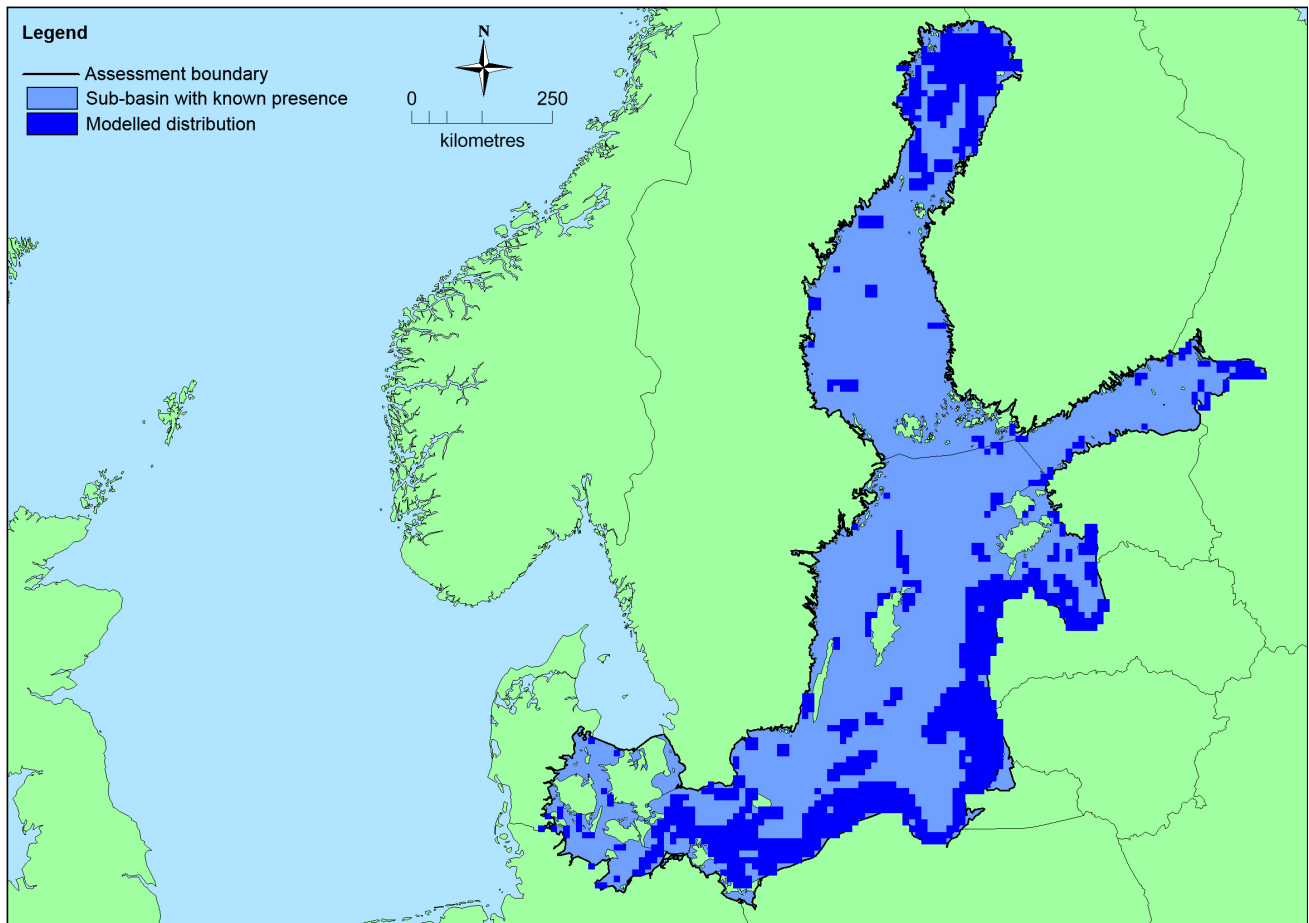 Legend
Assessment boundary
Sub-basin with known presence
Modelled distribution
N
0 250
kilometres